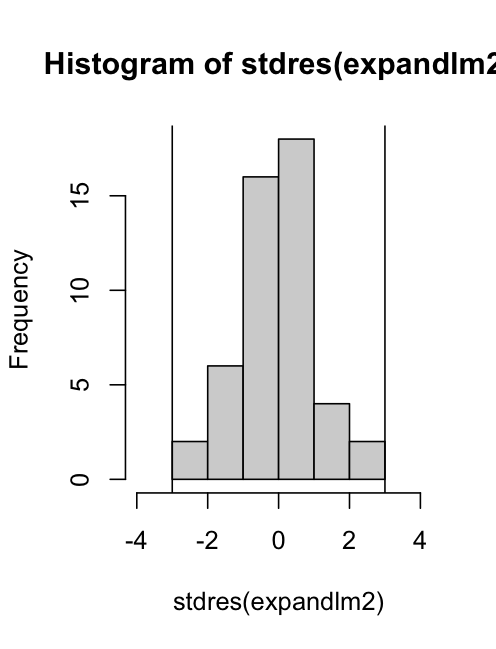 Histogram of stdres(expandlm2
Frequency
15
10
5
0
-4 -2 0 2 4
stdres(expandlm2)